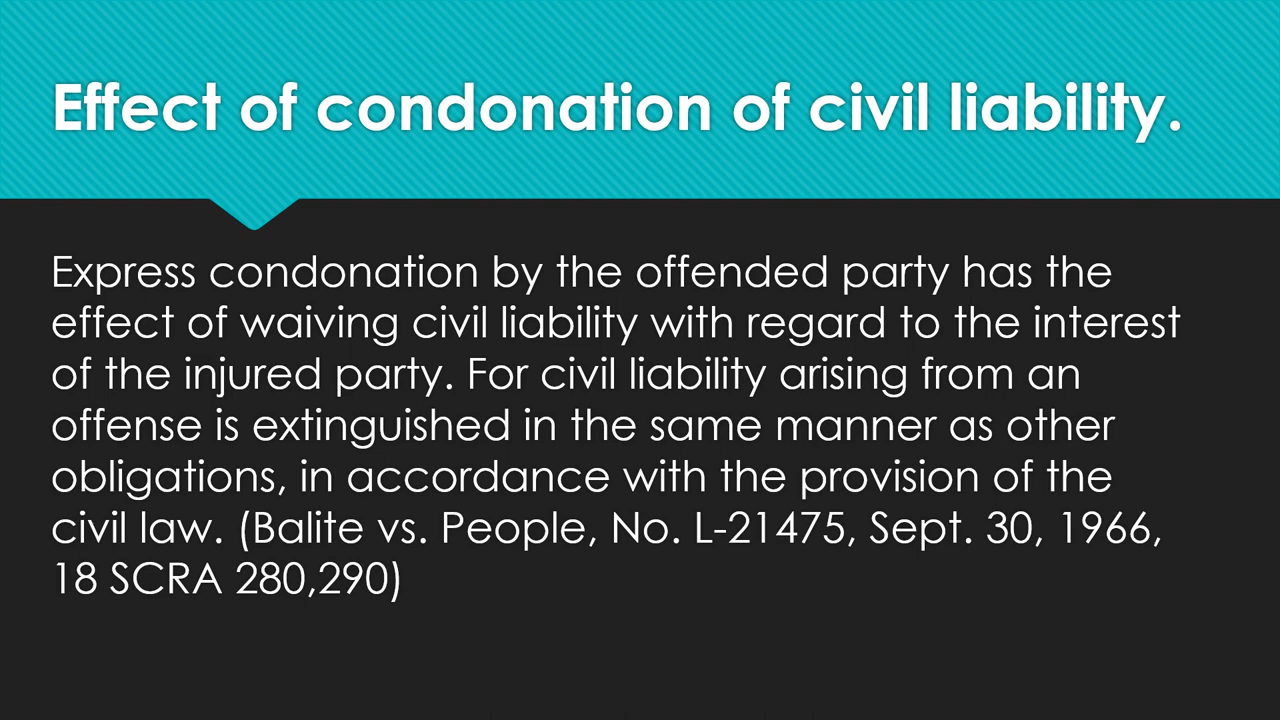 Effect of condonation of civil liability.
Express condonation by the offended party has the
effect of waiving civil liability with regard to the interest
of the injured party. For civil liability arising from an
offense is extinguished in the same manner as other
obligations, in accordance with the provision of the
civil law. (Balite vs. People, No. L-21475, Sept. 30, 1966,
18 SCRA 280,290)